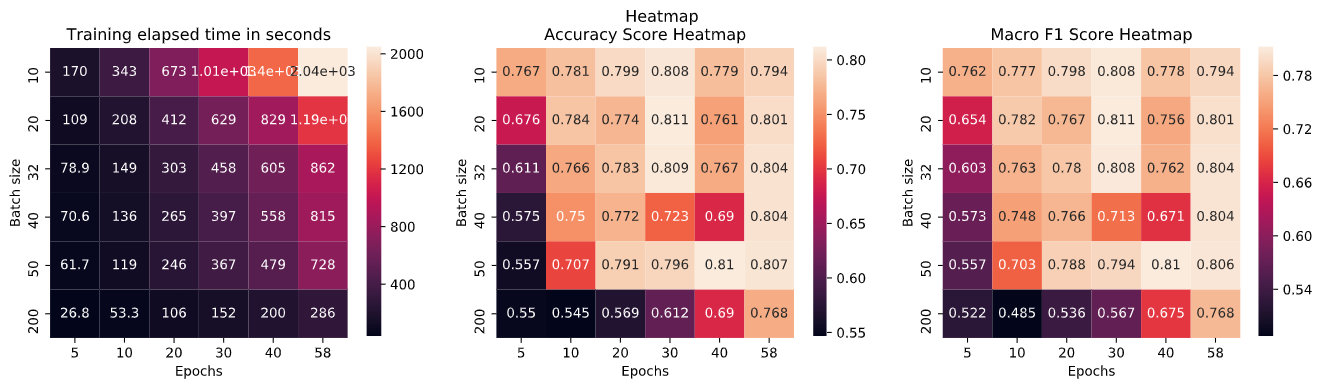 Heatmap
Training elapsed time in seconds
Batch size
10 170 343 673 1.01e+03 1.4e+03 2.04e+03
20 109 208 412 629 829 1.19e+03
32 78.9 149 303 458 605 862
40 70.6 136 265 397 558 815
50 61.7 119 246 367 479 728
200 26.8 53.3 106 152 200 286
5 10 20 30 40 58
Epochs
2000
1600
1200
800
400
Accuracy Score Heatmap
Batch size
10 0.767 0.781 0.799 0.808 0.779 0.794
20 0.676 0.784 0.774 0.811 0.761 0.801
32 0.611 0.766 0.783 0.809 0.767 0.804
40 0.575 0.75 0.772 0.723 0.69 0.804
50 0.557 0.707 0.791 0.796 0.81 0.807
200 0.55 0.545 0.569 0.612 0.69 0.768
5 10 20 30 40 58
Epochs
0.80
0.75
0.70
0.65
0.60
0.55
Macro F1 Score Heatmap
Batch size
10 0.762 0.777 0.798 0.808 0.778 0.794
20 0.654 0.782 0.767 0.811 0.756 0.801
32 0.603 0.763 0.78 0.808 0.762 0.804
40 0.573 0.748 0.766 0.713 0.671 0.804
50 0.557 0.703 0.788 0.794 0.81 0.806
200 0.522 0.485 0.536 0.567 0.675 0.768
5 10 20 30 40 58
Epochs
0.78
0.72
0.66
0.60
0.54